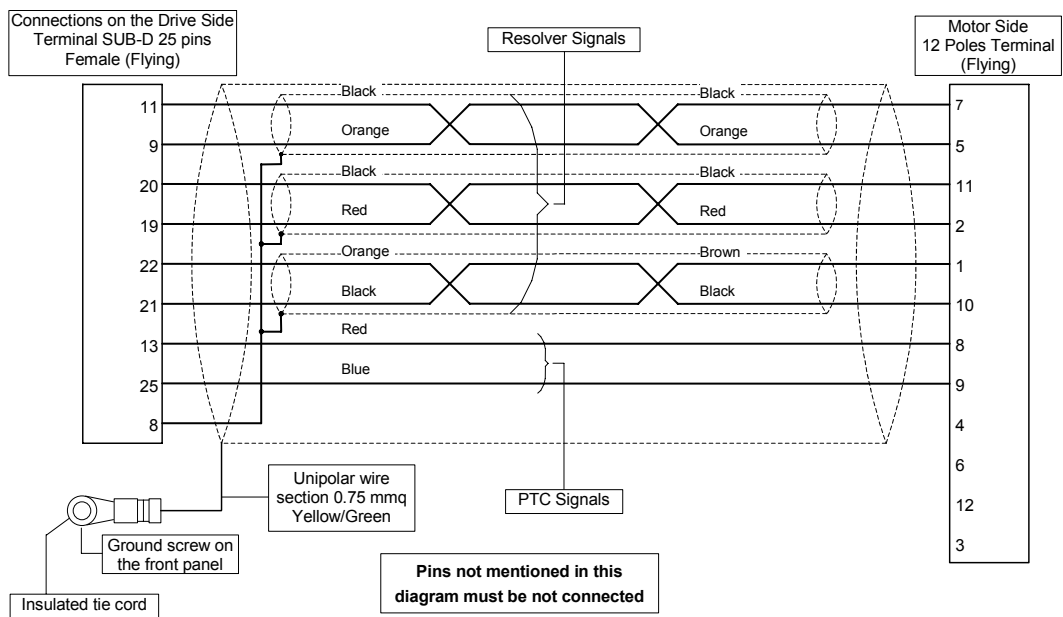 Connections on the Drive Side
Terminal SUB-D 25 pins
Female (Flying)
Resolver Signals
Motor Side
12 Poles Terminal
(Flying)
11
Black
Black
7
9
Orange
Orange
5
20
Black
Black
11
19
Red
Red
2
22
Orange
Brown
1
21
Black
Black
10
13
Red
8
25
Blue
9
8
4
6
12
3
Unipolar wire
section 0.75 mmq
Yellow/Green
PTC Signals
Ground screw on
the front panel
Insulated tie cord
Pins not mentioned in this
diagram must be not connected